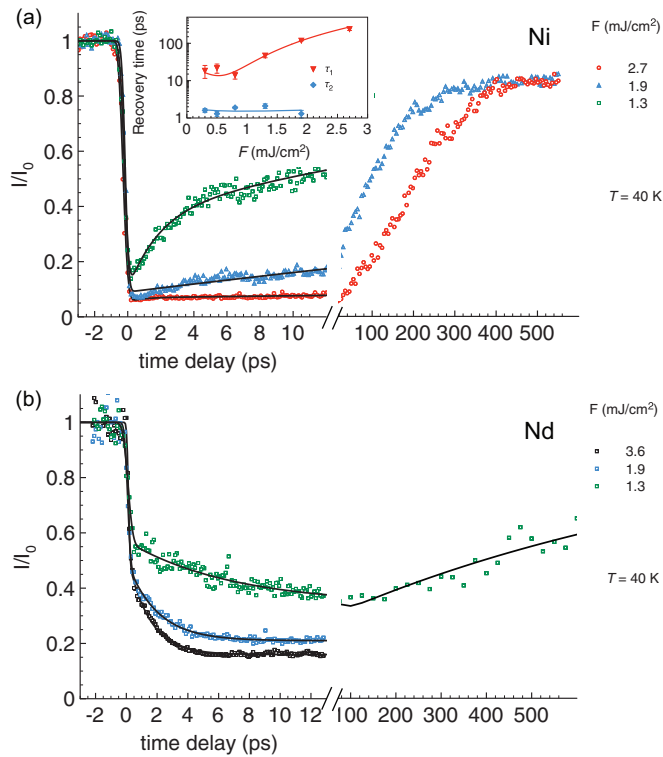 (a)
Ni
Recovery time (ps)
100
10
1
τ1
τ2
0 0.5 1 1.5 2 2.5 3
F (mJ/cm²)
F (mJ/cm²)
2.7
1.9
1.3
T = 40 K
I/I0
1
0.8
0.6
0.4
0.2
0
-2 0 2 4 6 8 10 12
100 200 300 400 500
time delay (ps)
(b)
Nd
F (mJ/cm²)
3.6
1.9
1.3
T = 40 K
I/I0
1
0.8
0.6
0.4
0.2
0
-2 0 2 4 6 8 10 12
100 200 300 400 500
time delay (ps)